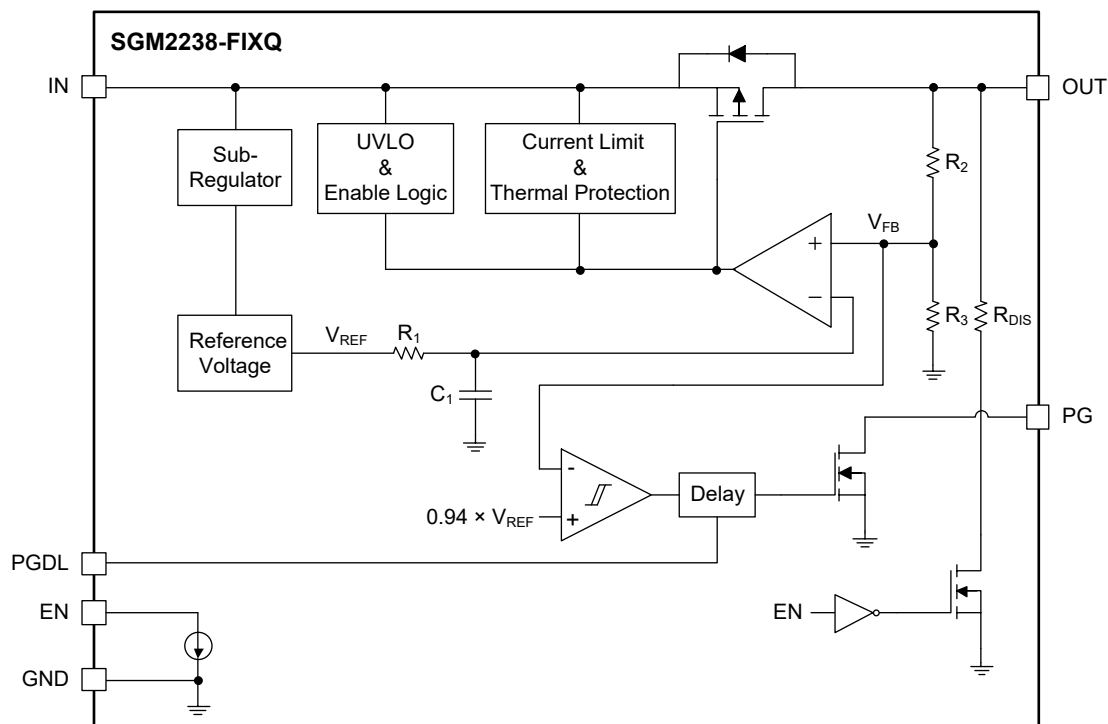 SGM2238-FIXQ
IN
OUT
Sub-
Regulator
UVLO
&
Enable Logic
Current Limit
&
Thermal Protection
R2
VFB
+
−
R3
RDIS
Reference
Voltage
VREF
R1
C1
PG
-
+
0.94 × VREF
Delay
PGDL
EN
EN
GND